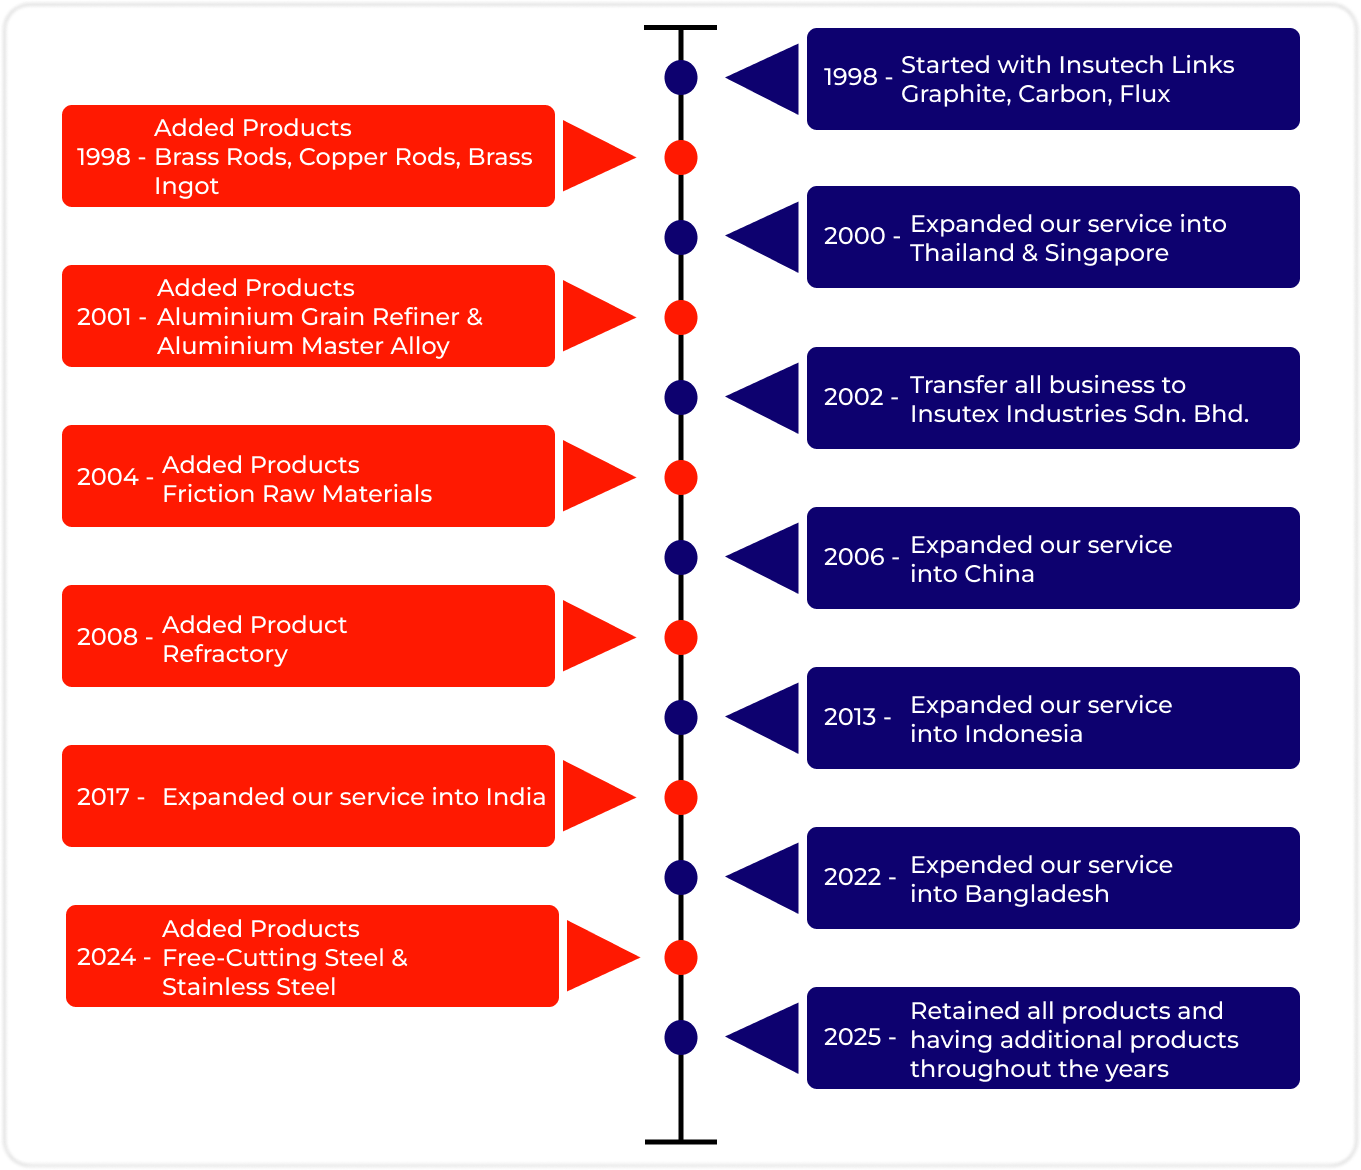 1998 - Started with Insutech Links
Graphite, Carbon, Flux
Added Products
1998 - Brass Rods, Copper Rods, Brass
Ingot
2000 - Expanded our service into
Thailand & Singapore
Added Products
2001 - Aluminium Grain Refiner &
Aluminium Master Alloy
2002 - Transfer all business to
Insutex Industries Sdn. Bhd.
2004 - Added Products
Friction Raw Materials
2006 - Expanded our service
into China
2008 - Added Product
Refractory
2013 - Expanded our service
into Indonesia
2017 - Expanded our service into India
2022 - Expended our service
into Bangladesh
Added Products
2024 - Free-Cutting Steel &
Stainless Steel
Retained all products and
2025 - having additional products
throughout the years